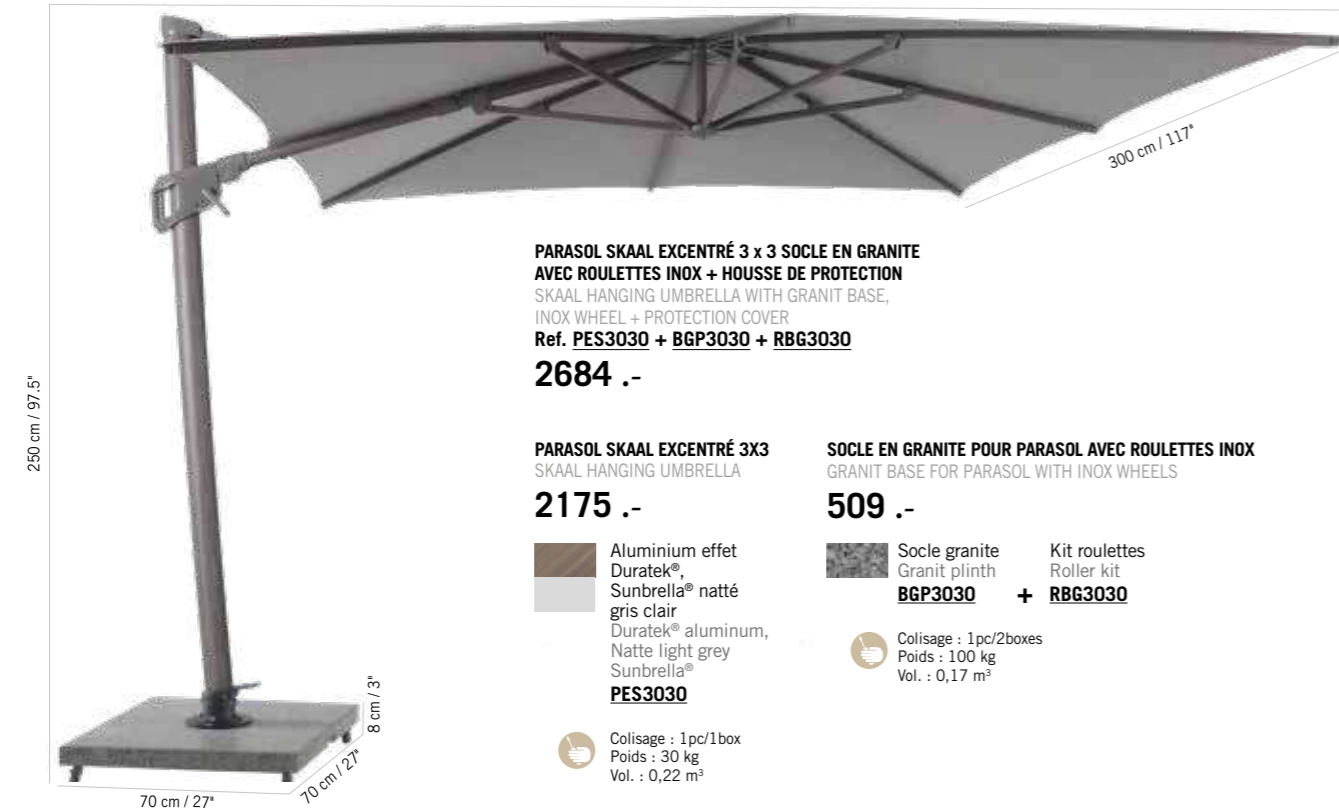 300 cm / 117"
PARASOL SKAAL EXCENTRÉ 3 x 3 SOCLE EN GRANITE
AVEC ROULETTES INOX + HOUSSE DE PROTECTION
SKAAL HANGING UMBRELLA WITH GRANIT BASE,
INOX WHEEL + PROTECTION COVER
Ref. PES3030 + BGP3030 + RBG3030
2684 .-
250 cm / 97.5"
PARASOL SKAAL EXCENTRÉ 3X3
SKAAL HANGING UMBRELLA
2175 .-
Aluminium effet
Duratek®,
Sunbrella® natté
gris clair
Duratek® aluminum,
Natte light grey
Sunbrella®
PES3030
Colisage : 1pc/1box
Poids : 30 kg
Vol. : 0,22 m³
SOCLE EN GRANITE POUR PARASOL AVEC ROULETTES INOX
GRANIT BASE FOR PARASOL WITH INOX WHEELS
509 .-
Socle granite
Granit plinth
BGP3030
+
Kit roulettes
Roller kit
RBG3030
Colisage : 1pc/2boxes
Poids : 100 kg
Vol. : 0,17 m³
8 cm / 3"
70 cm / 27"
70 cm / 27"